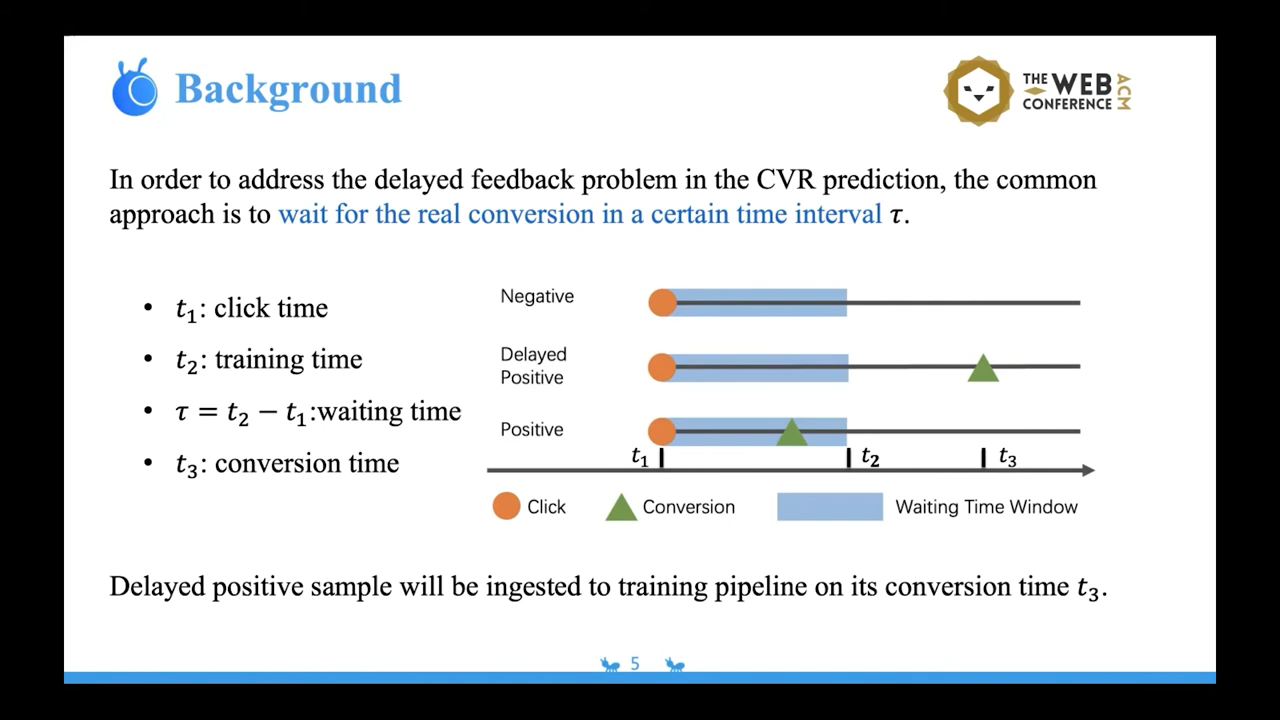 Background
THE WEB CONFERENCE ACM
In order to address the delayed feedback problem in the CVR prediction, the common
approach is to wait for the real conversion in a certain time interval τ.
• t₁: click time
• t₂: training time
• τ = t₂ − t₁:waiting time
• t₃: conversion time
Negative
Delayed
Positive
Positive
t₁ t₂ t₃
Click Conversion Waiting Time Window
Delayed positive sample will be ingested to training pipeline on its conversion time t₃.
5